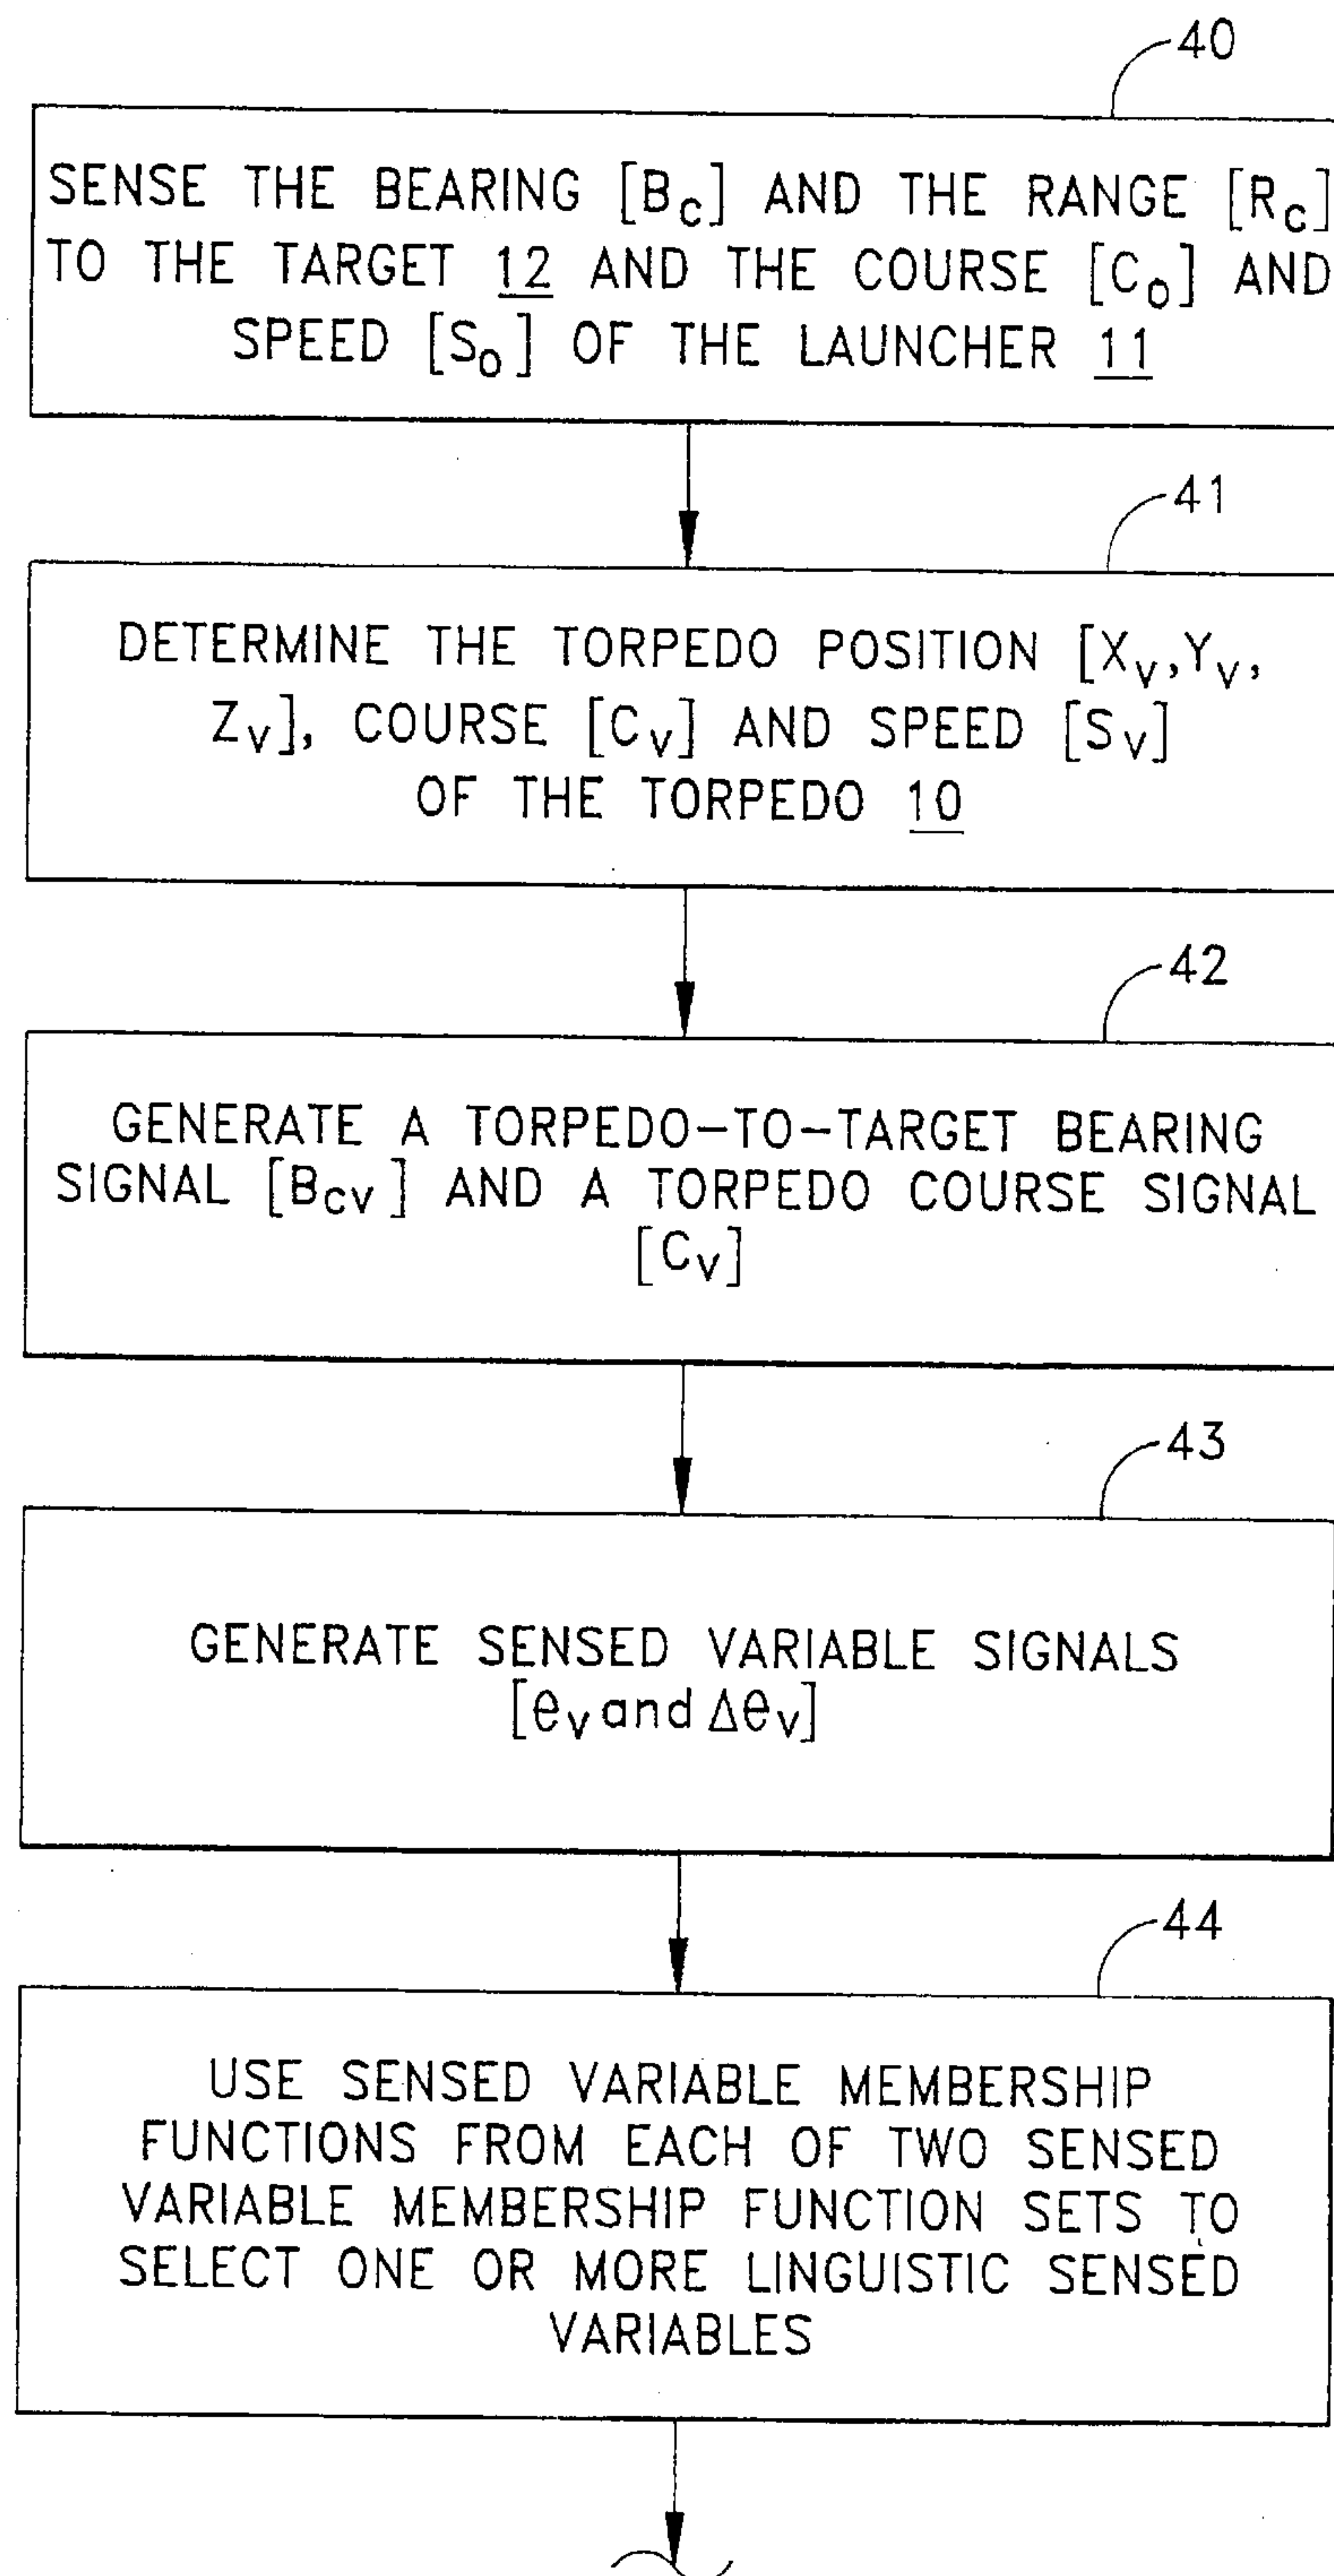 40
SENSE THE BEARING [Bc] AND THE RANGE [Rc]
TO THE TARGET 12 AND THE COURSE [Co] AND
SPEED [So] OF THE LAUNCHER 11
41
DETERMINE THE TORPEDO POSITION [Xv,Yv,
Zv], COURSE [Cv] AND SPEED [Sv]
OF THE TORPEDO 10
42
GENERATE A TORPEDO-TO-TARGET BEARING
SIGNAL [Bcv] AND A TORPEDO COURSE SIGNAL
[Cv]
43
GENERATE SENSED VARIABLE SIGNALS
[ev and Δev]
44
USE SENSED VARIABLE MEMBERSHIP
FUNCTIONS FROM EACH OF TWO SENSED
VARIABLE MEMBERSHIP FUNCTION SETS TO
SELECT ONE OR MORE LINGUISTIC SENSED
VARIABLES